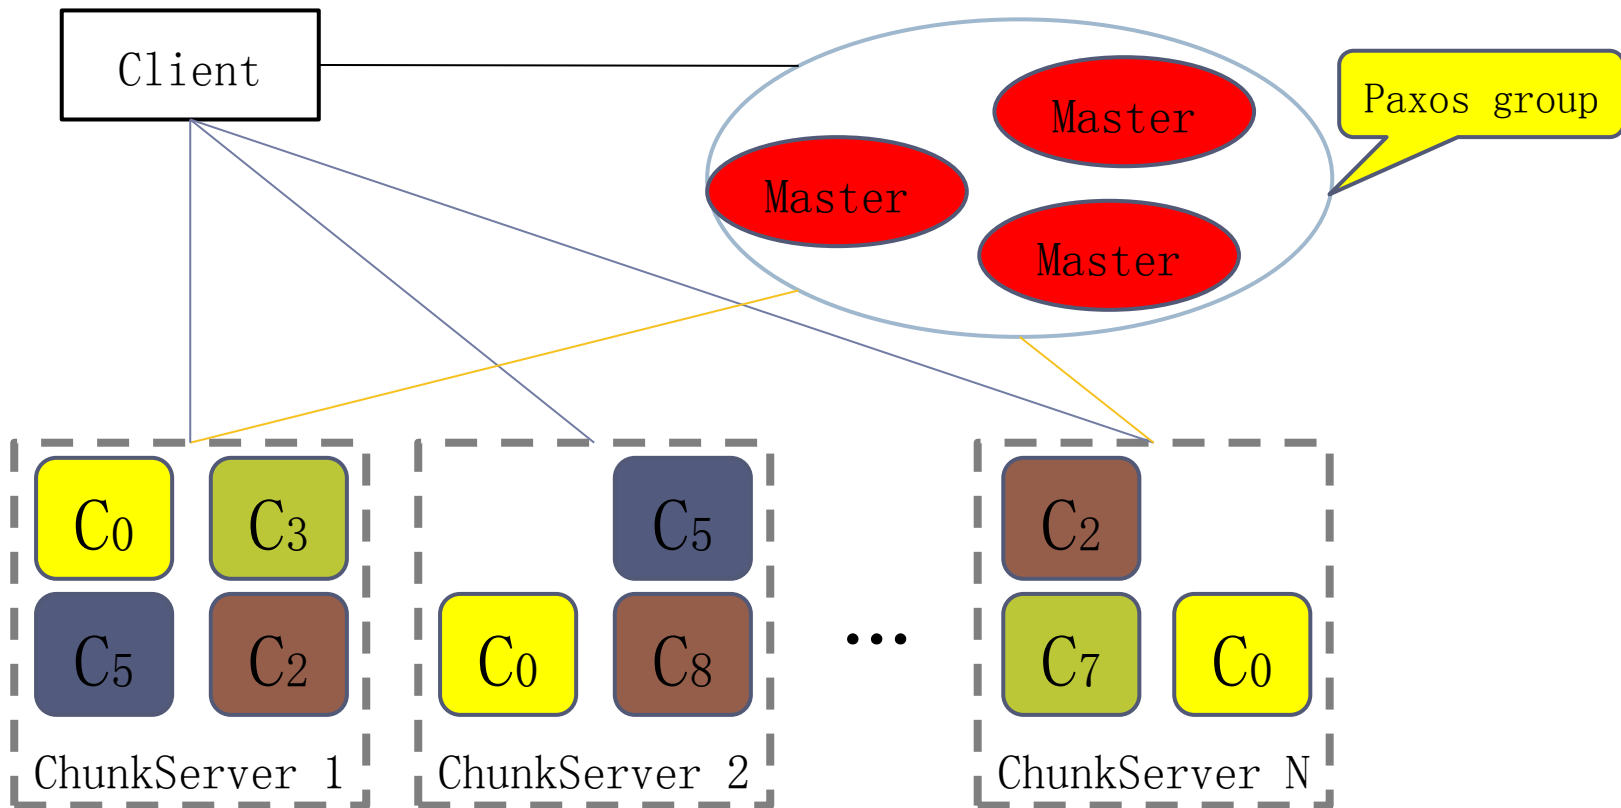 Client
Master
Paxos group
Master
Master
C0
C3
C5
C2
ChunkServer 1
C5
C0
C8
ChunkServer 2
...
C2
C7
C0
ChunkServer N